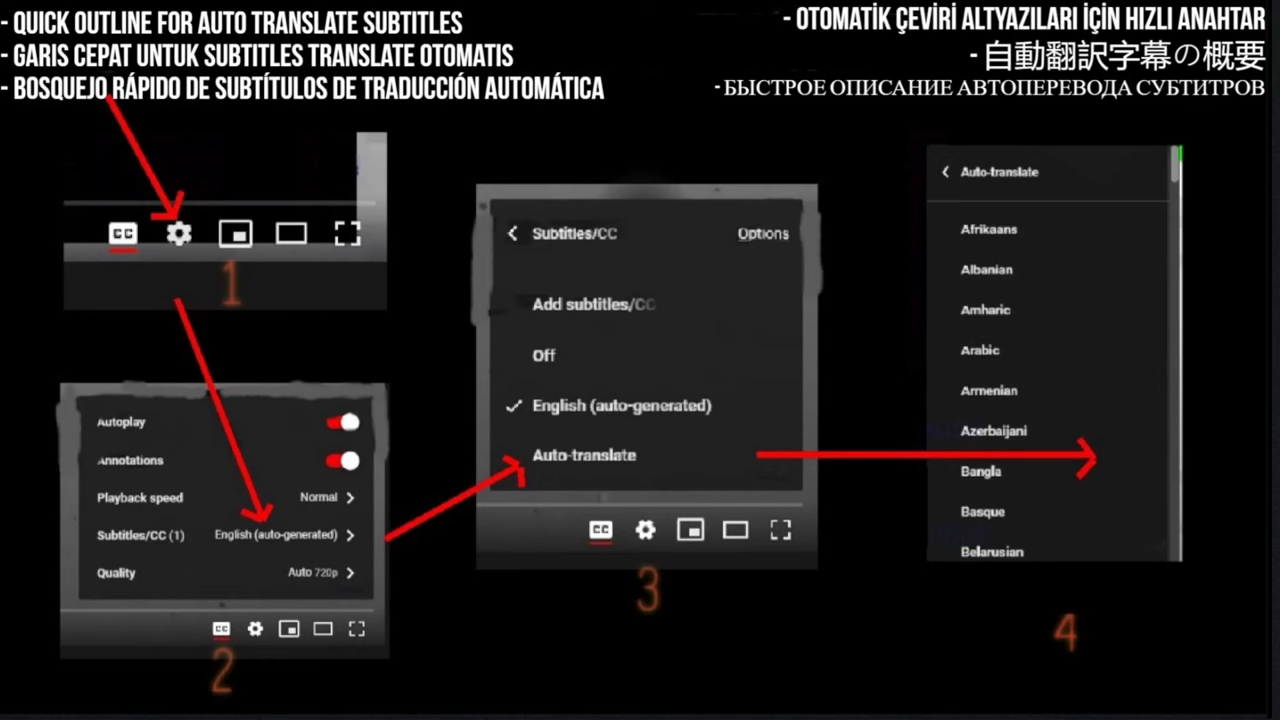 - QUICK OUTLINE FOR AUTO TRANSLATE SUBTITLES
- GARIS CEPAT UNTUK SUBTITLES TRANSLATE OTOMATIS
- BOSQUEJO RÁPIDO DE SUBTÍTULOS DE TRADUCCIÓN AUTOMÁTICA
- OTOMATİK ÇEVİRİ ALTYAZILARI İÇİN HIZLI ANAHTAR
- 自動翻訳字幕の概要
- БЫСТРОЕ ОПИСАНИЕ АВТОПЕРЕВОДА СУБТИТРОВ
CC
1
Autoplay
Annotations
Playback speed Normal
Subtitles/CC (1) English (auto-generated)
Quality Auto 720p
CC
2
Subtitles/CC Options
Add subtitles/CC
Off
English (auto-generated)
Auto-translate
CC
3
Auto-translate
Afrikaans
Albanian
Amharic
Arabic
Armenian
Azerbaijani
Bangla
Basque
Belarusian
4